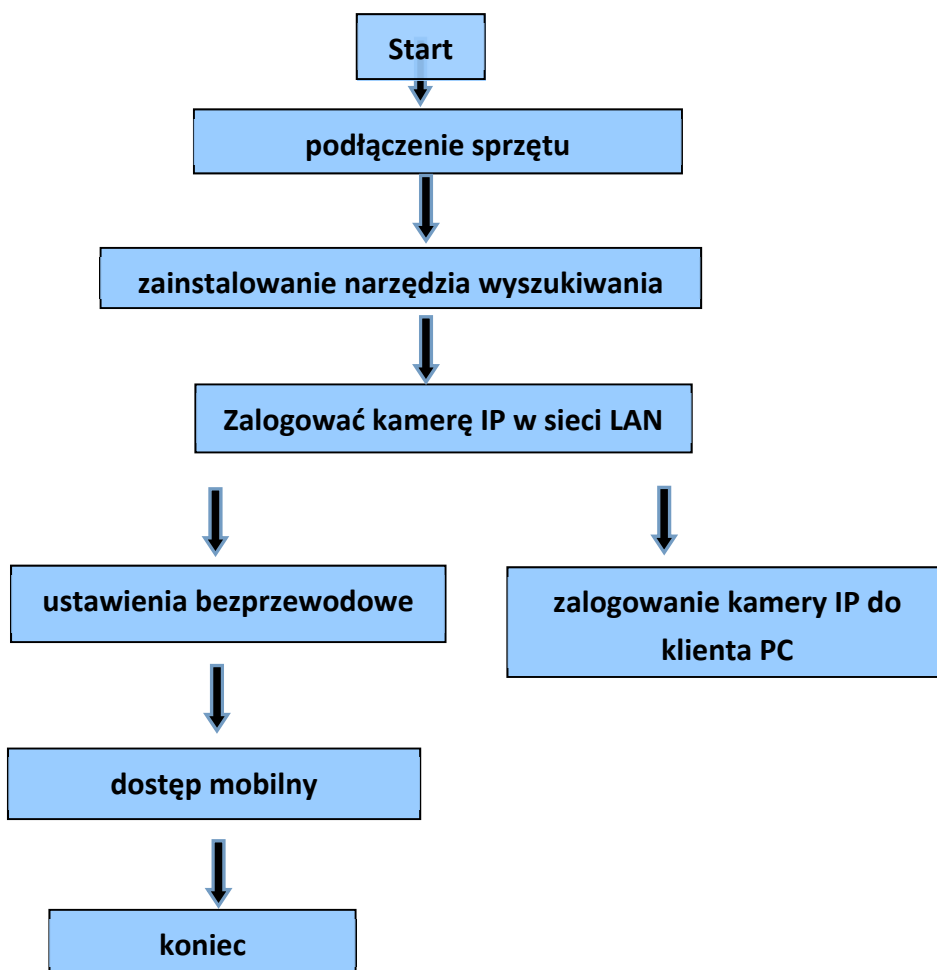 Start
podłączenie sprzętu
zainstalowanie narzędzia wyszukiwania
Zalogować kamerę IP w sieci LAN
ustawienia bezprzewodowe
zalogowanie kamery IP do
klienta PC
dostęp mobilny
koniec